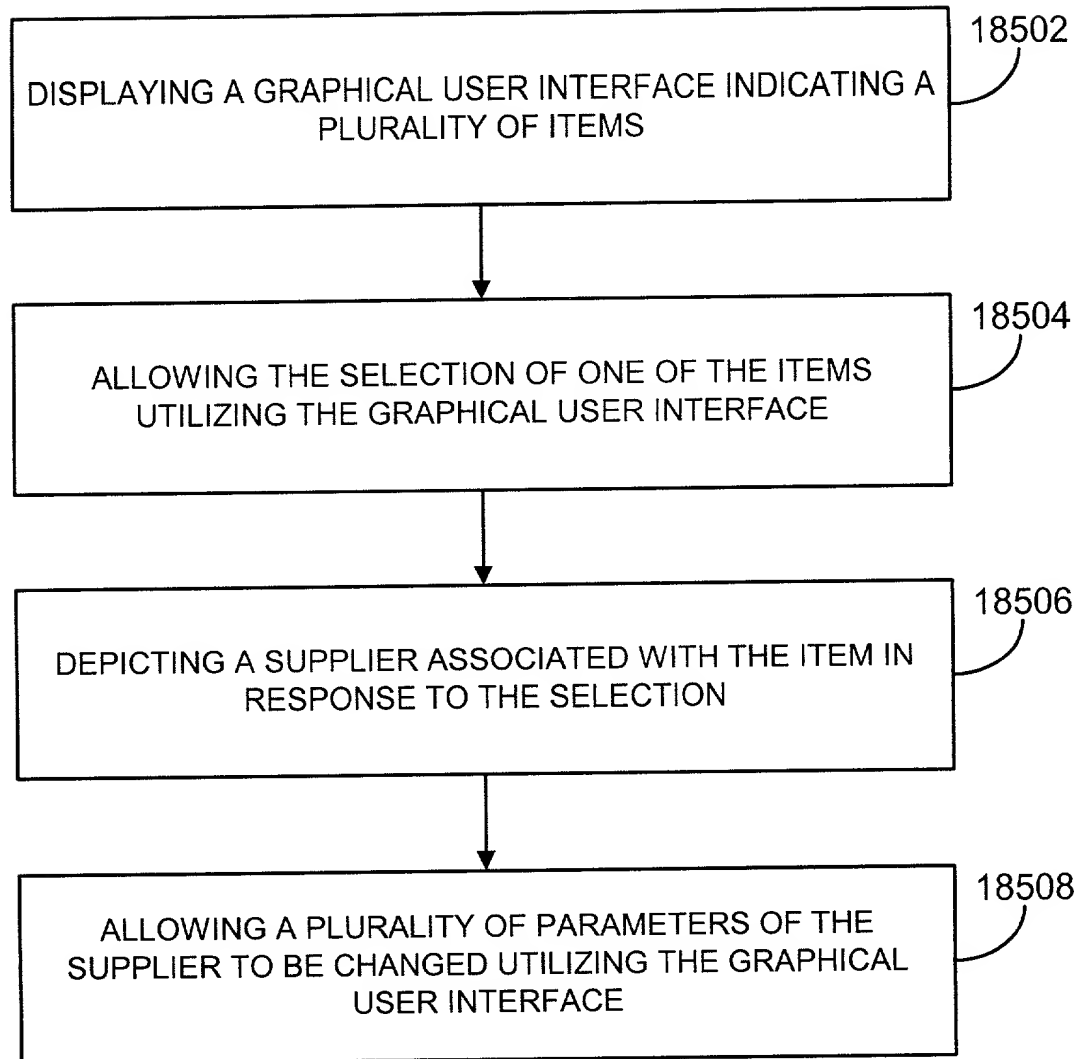 18502
DISPLAYING A GRAPHICAL USER INTERFACE INDICATING A
PLURALITY OF ITEMS
18504
ALLOWING THE SELECTION OF ONE OF THE ITEMS
UTILIZING THE GRAPHICAL USER INTERFACE
18506
DEPICTING A SUPPLIER ASSOCIATED WITH THE ITEM IN
RESPONSE TO THE SELECTION
18508
ALLOWING A PLURALITY OF PARAMETERS OF THE
SUPPLIER TO BE CHANGED UTILIZING THE GRAPHICAL
USER INTERFACE